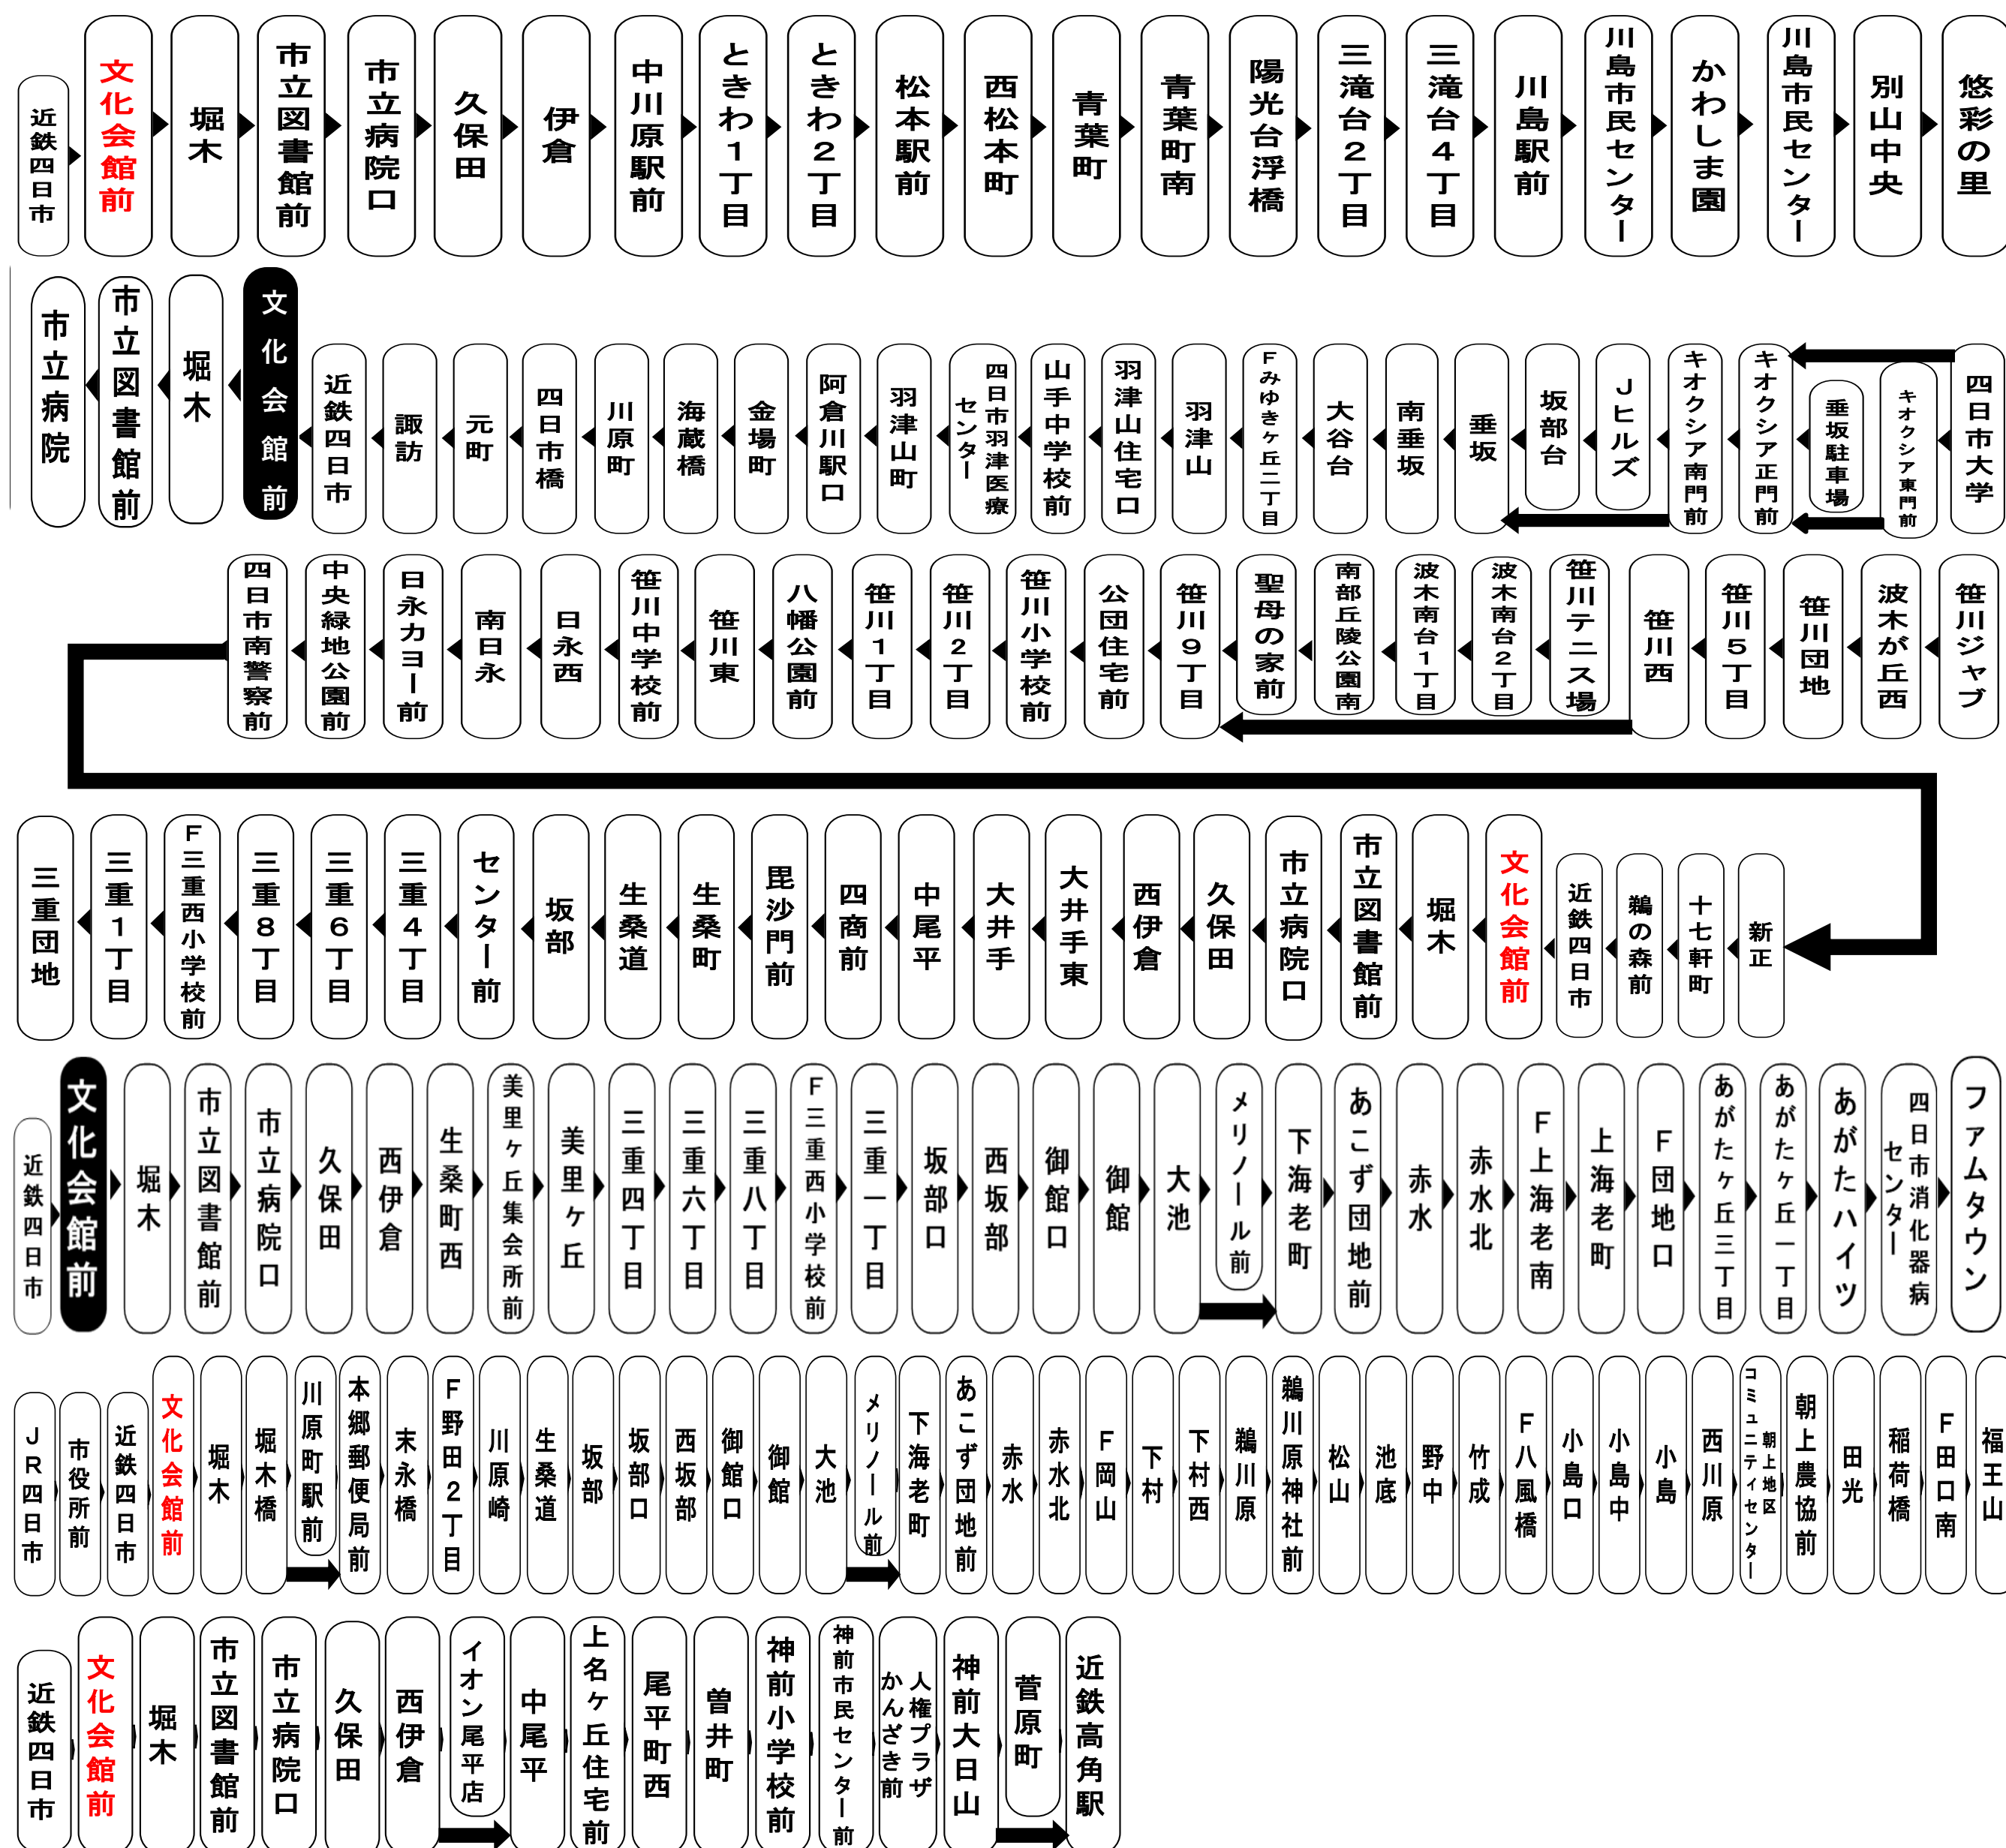 近鉄四日市
文化会館前
堀木
市立図書館前
市立病院口
久保田
伊倉
中川原駅前
ときわ1丁目
ときわ2丁目
松本駅前
西松本町
青葉町
青葉町南
陽光台浮橋
三滝台2丁目
三滝台4丁目
川島駅前
川島市民センター
かわしま園
川島市民センター
別山中央
悠彩の里
四日市大学
キオクシア東門前
垂坂駐車場
キオクシア正門前
キオクシア南門前
Jヒルズ
坂部台
垂坂
南垂坂
大谷台
Fみゆきヶ丘二丁目
羽津山
羽津山住宅口
山手中学校前
四日市羽津医療
センター
羽津山町
阿倉川駅口
金場町
海蔵橋
川原町
四日市橋
元町
諏訪
近鉄四日市
文化会館前
堀木
市立図書館前
市立病院
笹川ジャブ
波木が丘西
笹川団地
笹川5丁目
笹川西
笹川テニス場
波木南台2丁目
波木南台1丁目
南部丘陵公園南
聖母の家前
笹川9丁目
公団住宅前
笹川小学校前
笹川2丁目
笹川1丁目
八幡公園前
笹川東
笹川中学校前
日永西
南日永
日永カヨー前
中央緑地公園前
四日市南警察前
新正
十七軒町
鵜の森前
近鉄四日市
文化会館前
堀木
市立図書館前
市立病院口
久保田
西伊倉
大井手東
大井手
中尾平
四商前
毘沙門前
生桑町
生桑道
坂部
センター前
三重4丁目
三重6丁目
三重8丁目
F三重西小学校前
三重1丁目
三重団地
近鉄四日市
文化会館前
堀木
市立図書館前
市立病院口
久保田
西伊倉
生桑町西
美里ヶ丘集会所前
美里ヶ丘
三重四丁目
三重六丁目
三重八丁目
F三重西小学校前
三重一丁目
坂部口
西坂部
御館口
御館
大池
メリノール前
下海老町
あこず団地前
赤水
赤水北
F上海老南
上海老町
F団地口
あがたヶ丘三丁目
あがたヶ丘一丁目
あがたハイツ
四日市消化器病
センター
ファムタウン
JR四日市
市役所前
近鉄四日市
文化会館前
堀木
堀木橋
川原町駅前
本郷郵便局前
末永橋
F野田2丁目
川原崎
生桑道
坂部
坂部口
西坂部
御館口
御館
大池
メリノール前
下海老町
あこず団地前
赤水
赤水北
F岡山
下村
下村西
鵜川原
鵜川原神社前
松山
池底
野中
竹成
F八風橋
小島口
小島中
小島
西川原
朝上地区
コミュニティセンター
朝上農協前
田光
稲荷橋
F田口南
福王山
近鉄四日市
文化会館前
堀木
市立図書館前
市立病院口
久保田
西伊倉
イオン尾平店
中尾平
上名ヶ丘住宅前
尾平町西
曽井町
神前小学校前
神前市民センター前
人権プラザ
かんざき前
神前大日山
菅原町
近鉄高角駅